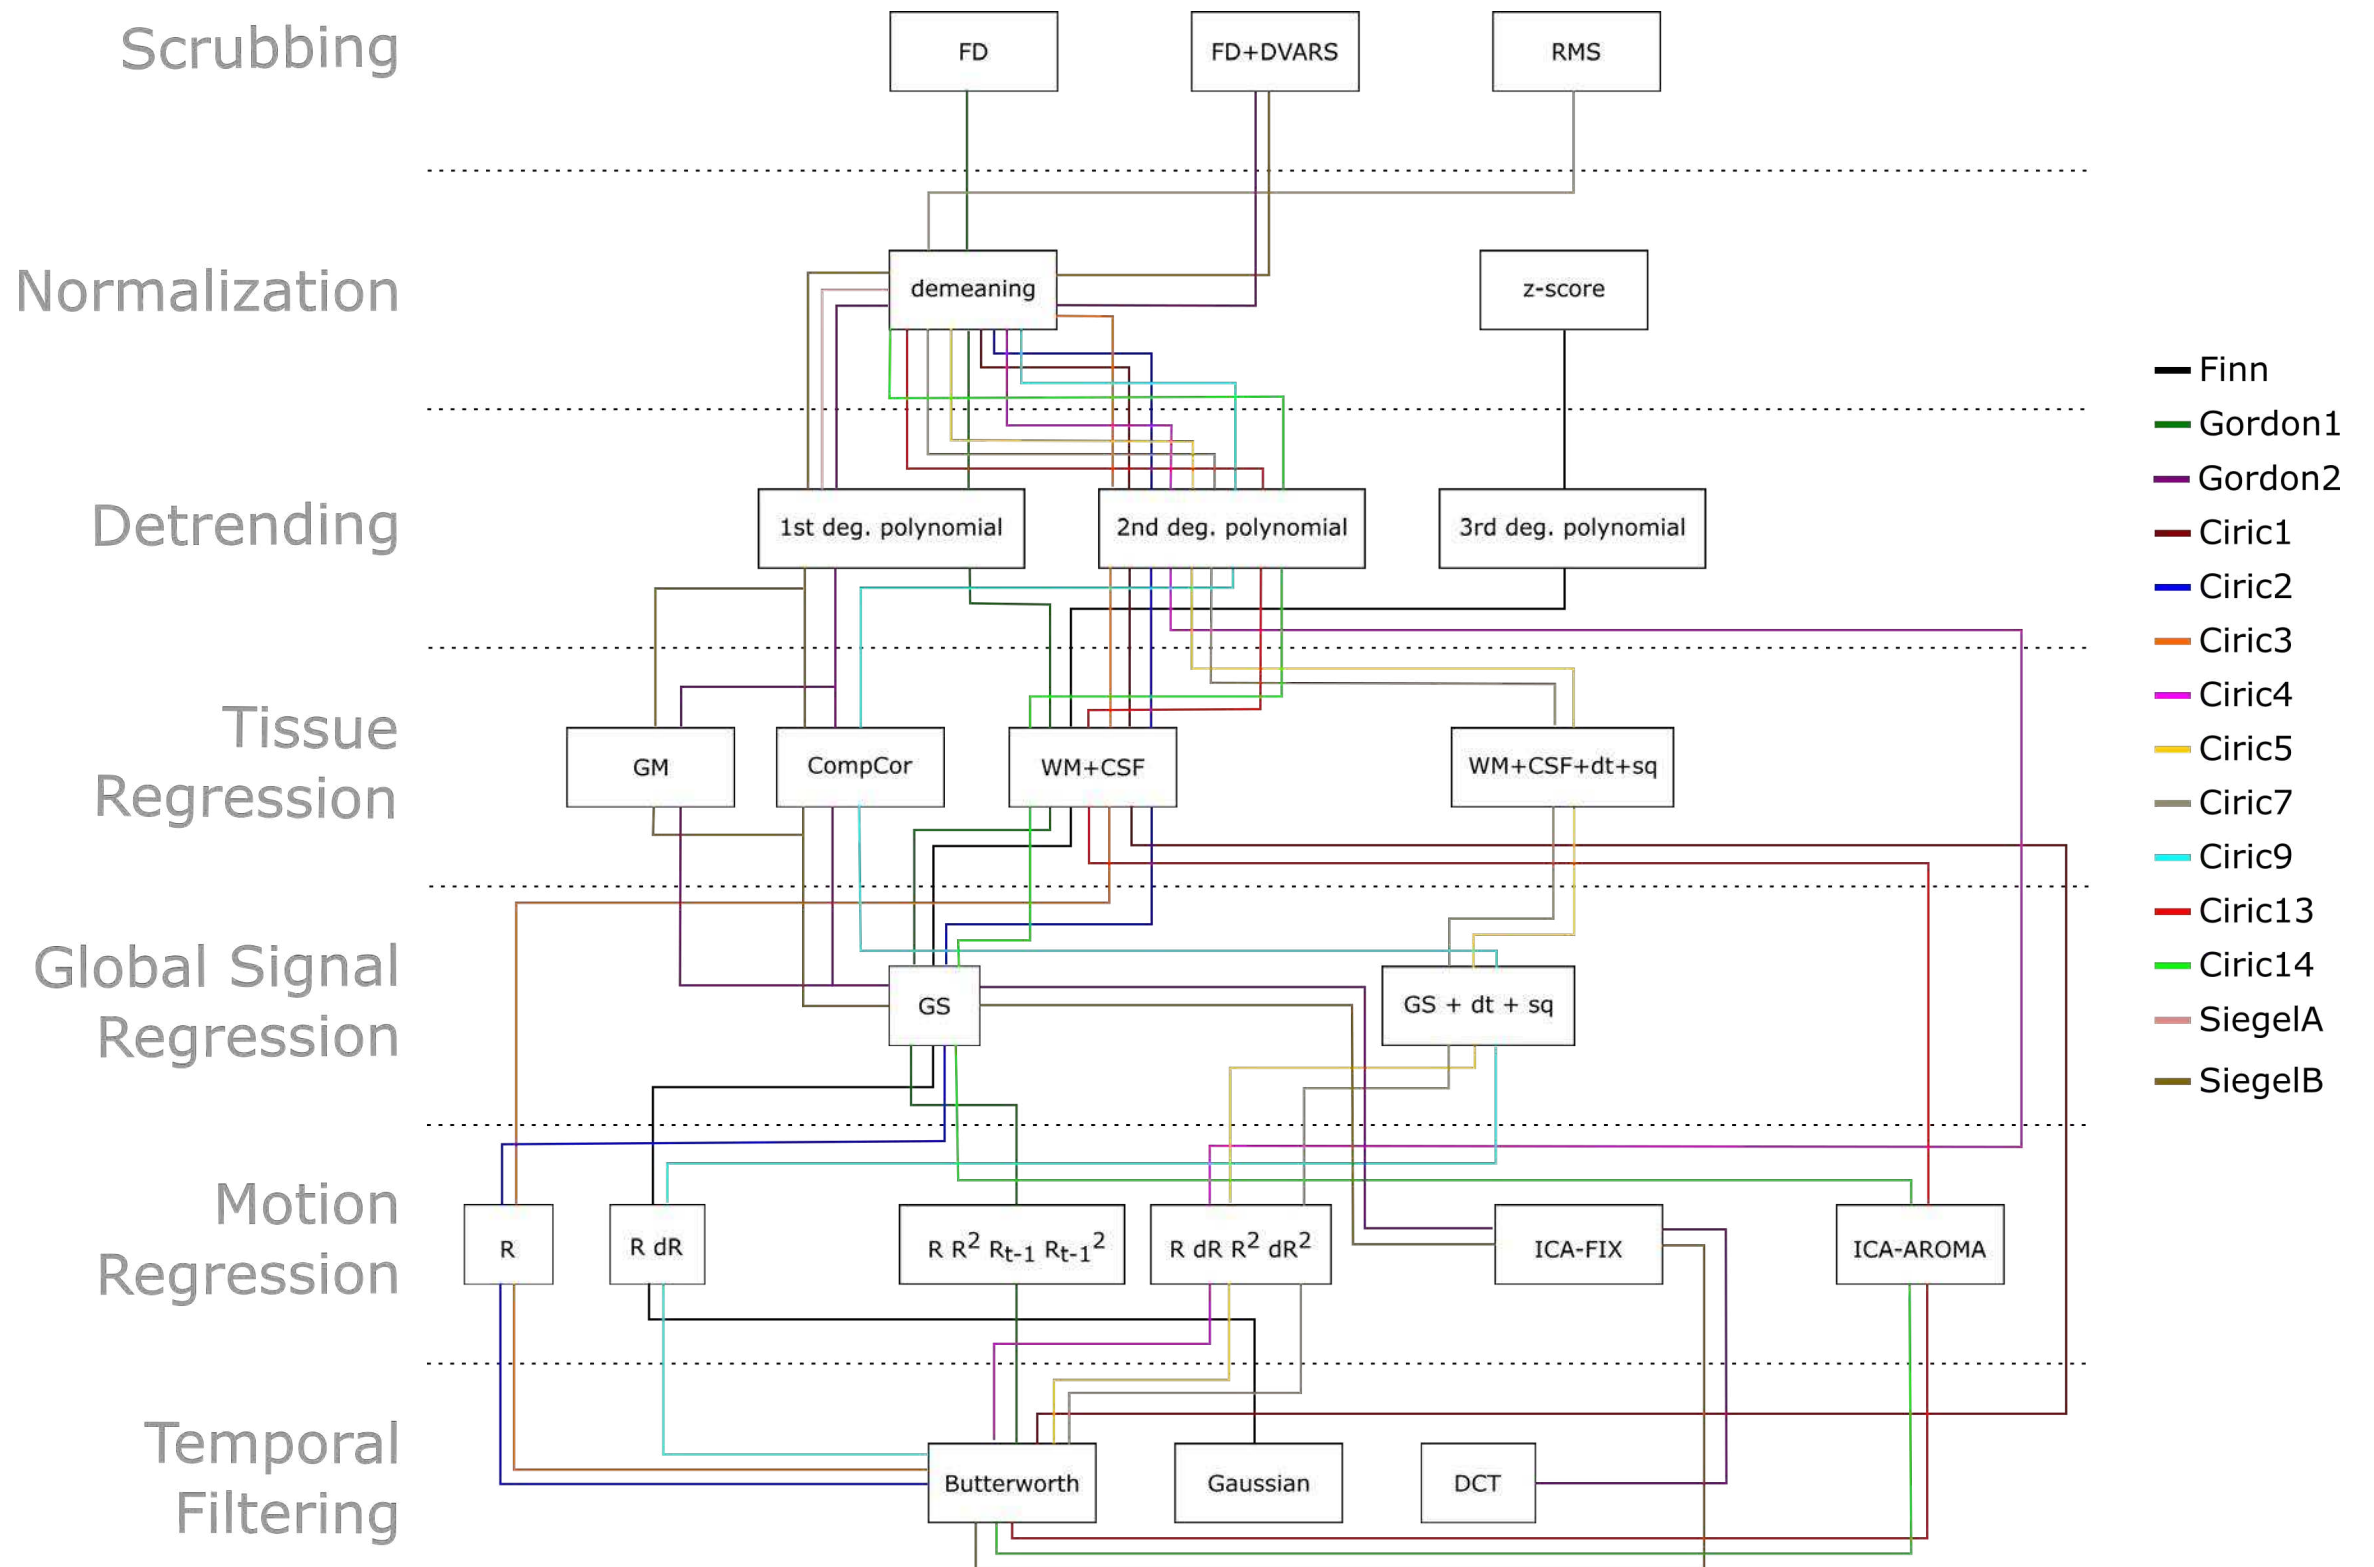 Scrubbing
FD
FD+DVARS
RMS
Normalization
demeaning
z-score
Detrending
1st deg. polynomial
2nd deg. polynomial
3rd deg. polynomial
Tissue
Regression
GM
CompCor
WM+CSF
WM+CSF+dt+sq
Global Signal
Regression
GS
GS + dt + sq
Motion
Regression
R
R dR
R R² Rt-1 Rt-1²
R dR R² dR²
ICA-FIX
ICA-AROMA
Temporal
Filtering
Butterworth
Gaussian
DCT
Finn
Gordon1
Gordon2
Ciric1
Ciric2
Ciric3
Ciric4
Ciric5
Ciric7
Ciric9
Ciric13
Ciric14
SiegelA
SiegelB